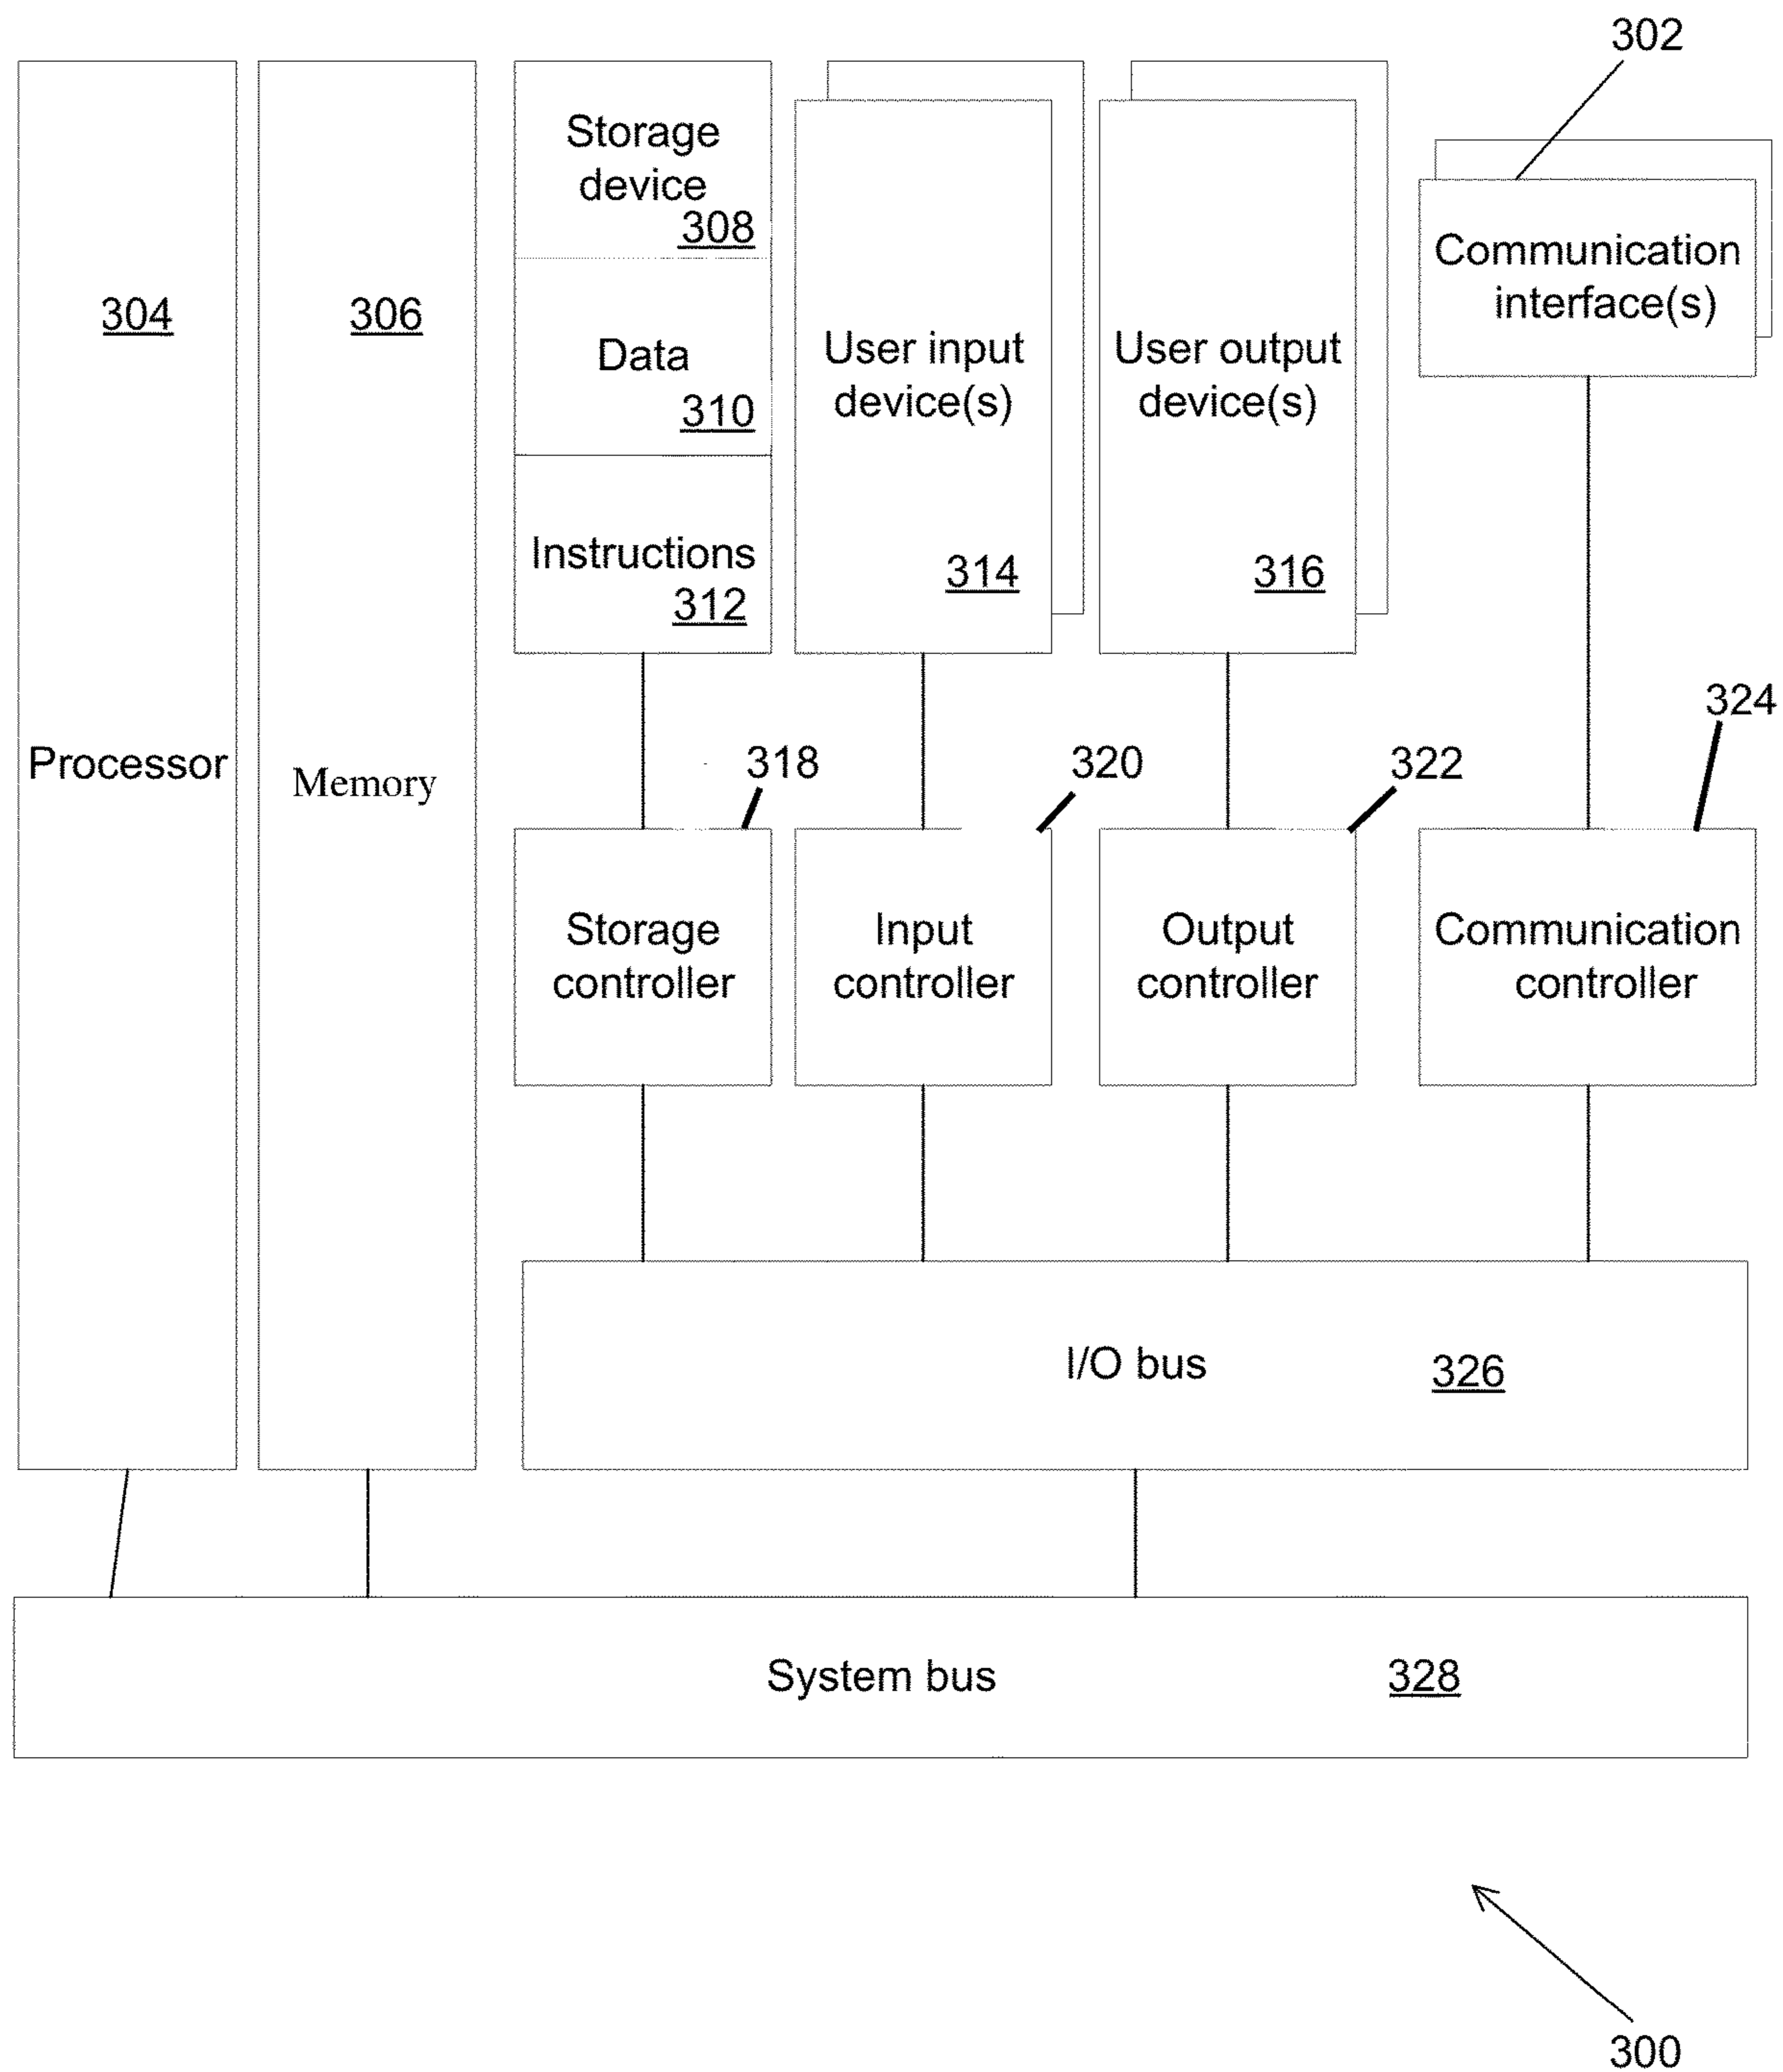 302
304
Processor
306
Memory
Storage
device
308
Data
310
Instructions
312
User input
device(s)
314
User output
device(s)
316
Communication
interface(s)
318
320
322
324
Storage
controller
Input
controller
Output
controller
Communication
controller
I/O bus
326
System bus
328
300